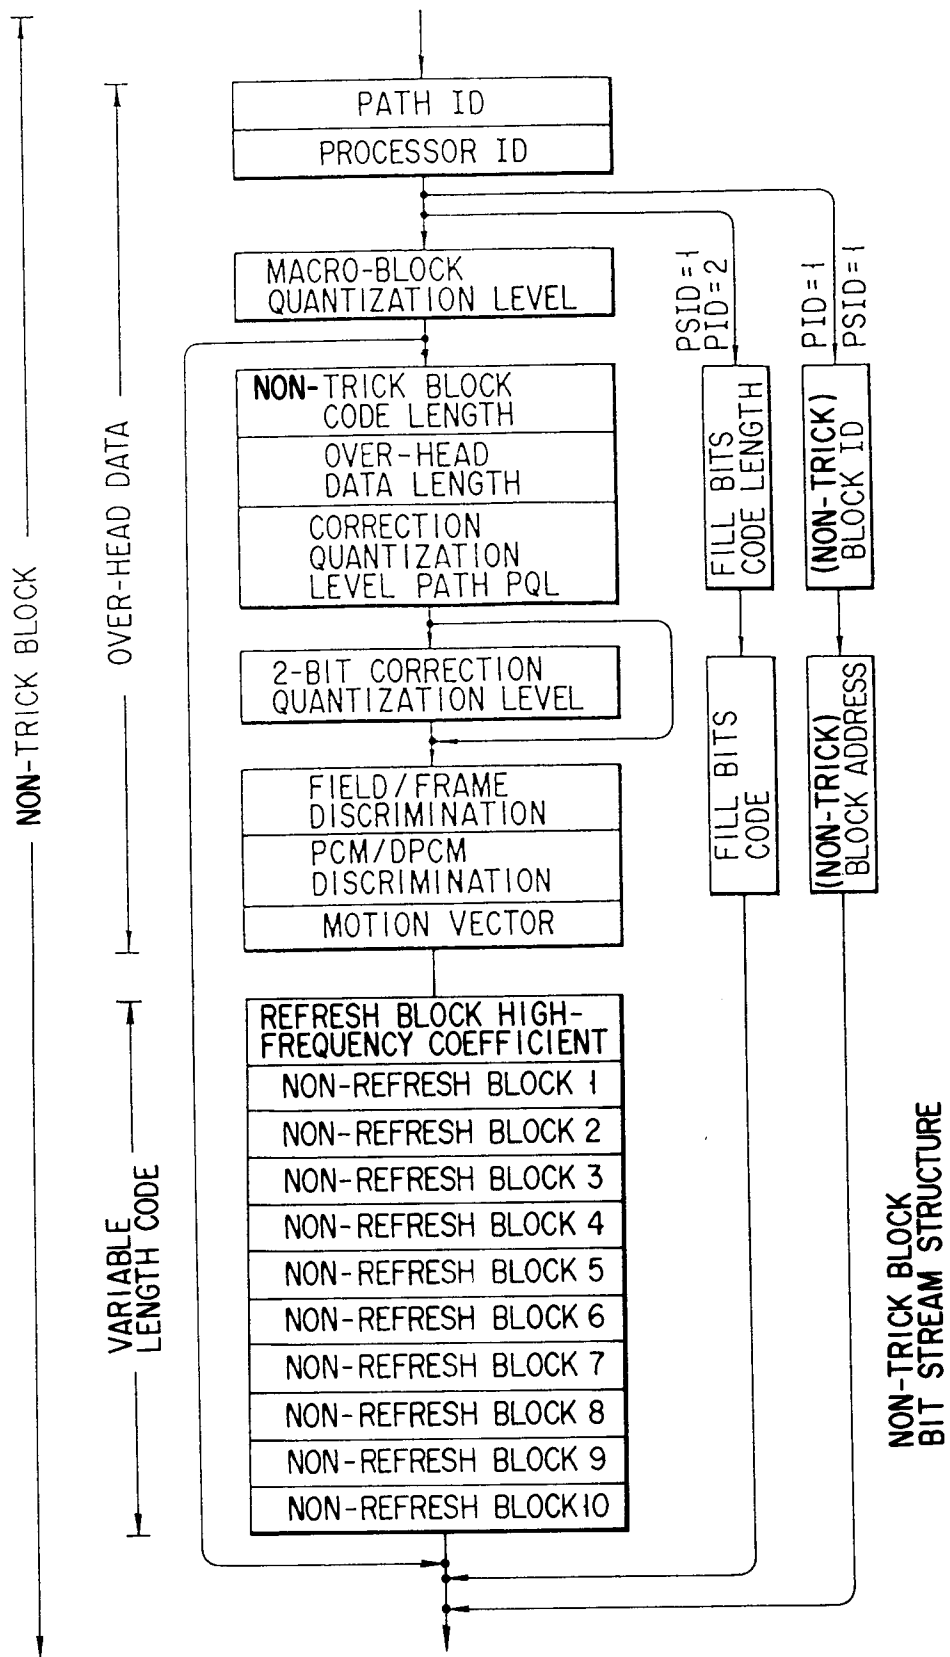 NON-TRICK BLOCK
OVER-HEAD DATA
VARIABLE
LENGTH CODE
PATH ID
PROCESSOR ID
MACRO-BLOCK
QUANTIZATION LEVEL
NON-TRICK BLOCK
CODE LENGTH
OVER-HEAD
DATA LENGTH
CORRECTION
QUANTIZATION
LEVEL PATH PQL
2-BIT CORRECTION
QUANTIZATION LEVEL
FIELD/FRAME
DISCRIMINATION
PCM/DPCM
DISCRIMINATION
MOTION VECTOR
REFRESH BLOCK HIGH-
FREQUENCY COEFFICIENT
NON-REFRESH BLOCK 1
NON-REFRESH BLOCK 2
NON-REFRESH BLOCK 3
NON-REFRESH BLOCK 4
NON-REFRESH BLOCK 5
NON-REFRESH BLOCK 6
NON-REFRESH BLOCK 7
NON-REFRESH BLOCK 8
NON-REFRESH BLOCK 9
NON-REFRESH BLOCK 10
PSID=1
PID=2
FILL BITS
CODE LENGTH
FILL BITS
CODE
PID=1
PSID=1
(NON-TRICK)
BLOCK ID
(NON-TRICK)
BLOCK ADDRESS
NON-TRICK BLOCK
BIT STREAM STRUCTURE